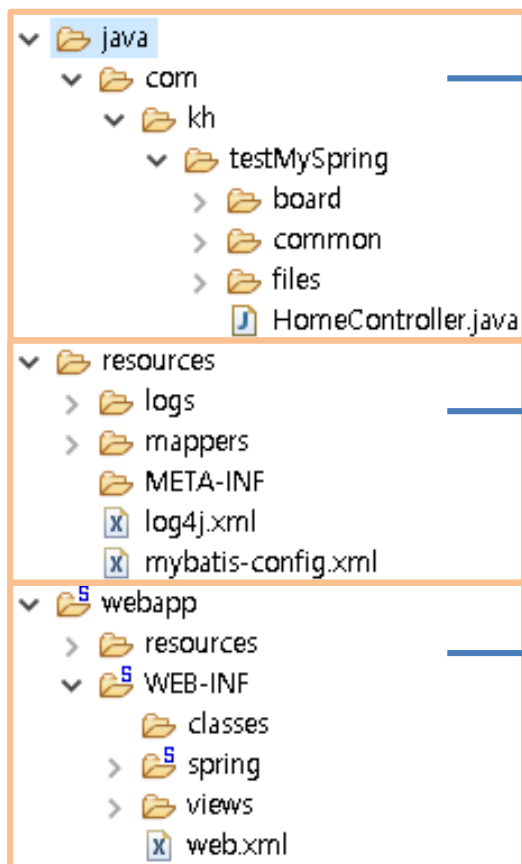 java
com
kh
testMySpring
board
common
files
HomeController.java
resources
logs
mappers
META-INF
log4j.xml
mybatis-config.xml
webapp
resources
WEB-INF
classes
spring
views
web.xml